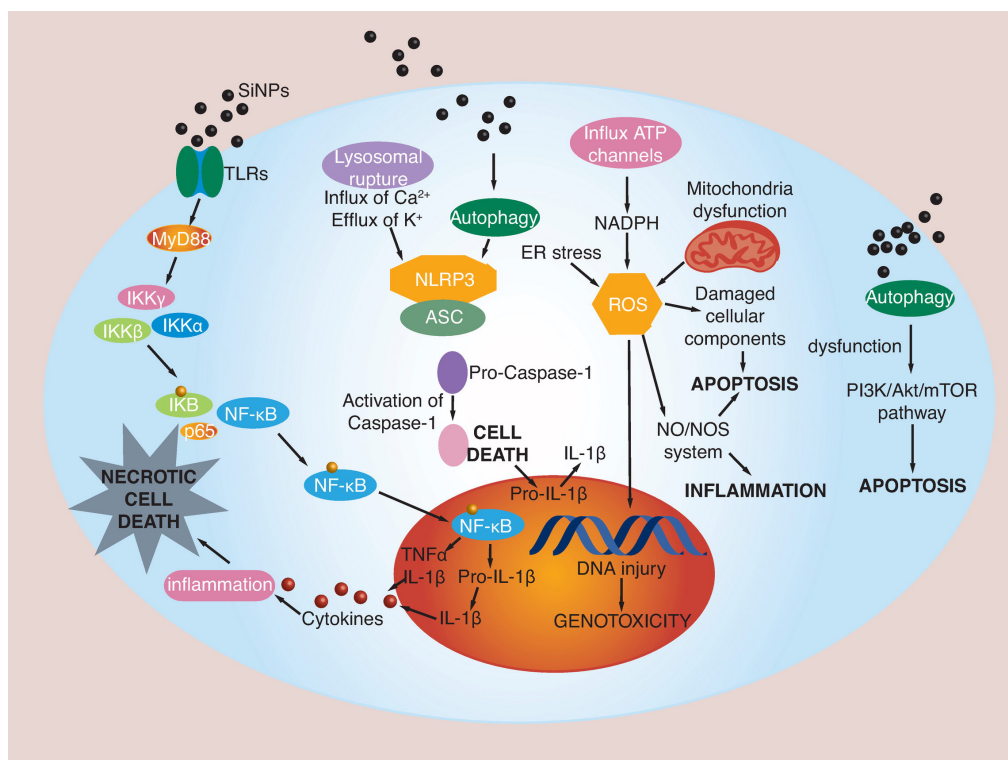 SiNPs
TLRs
MyD88
IKKγ
IKKβ
IKKα
IKB
p65
NF-κB
NECROTIC
CELL
DEATH
inflammation
Cytokines
NF-κB
Lysosomal
rupture
Influx of Ca²⁺
Efflux of K⁺
Autophagy
NLRP3
ASC
Pro-Caspase-1
Activation of
Caspase-1
CELL
DEATH
IL-1β
Pro-IL-1β
NF-κB
TNFα
IL-1β
Pro-IL-1β
IL-1β
Influx ATP
channels
NADPH
ER stress
Mitochondria
dysfunction
ROS
Damaged
cellular
components
APOPTOSIS
NO/NOS
system
INFLAMMATION
DNA injury
GENOTOXICITY
Autophagy
dysfunction
PI3K/Akt/mTOR
pathway
APOPTOSIS